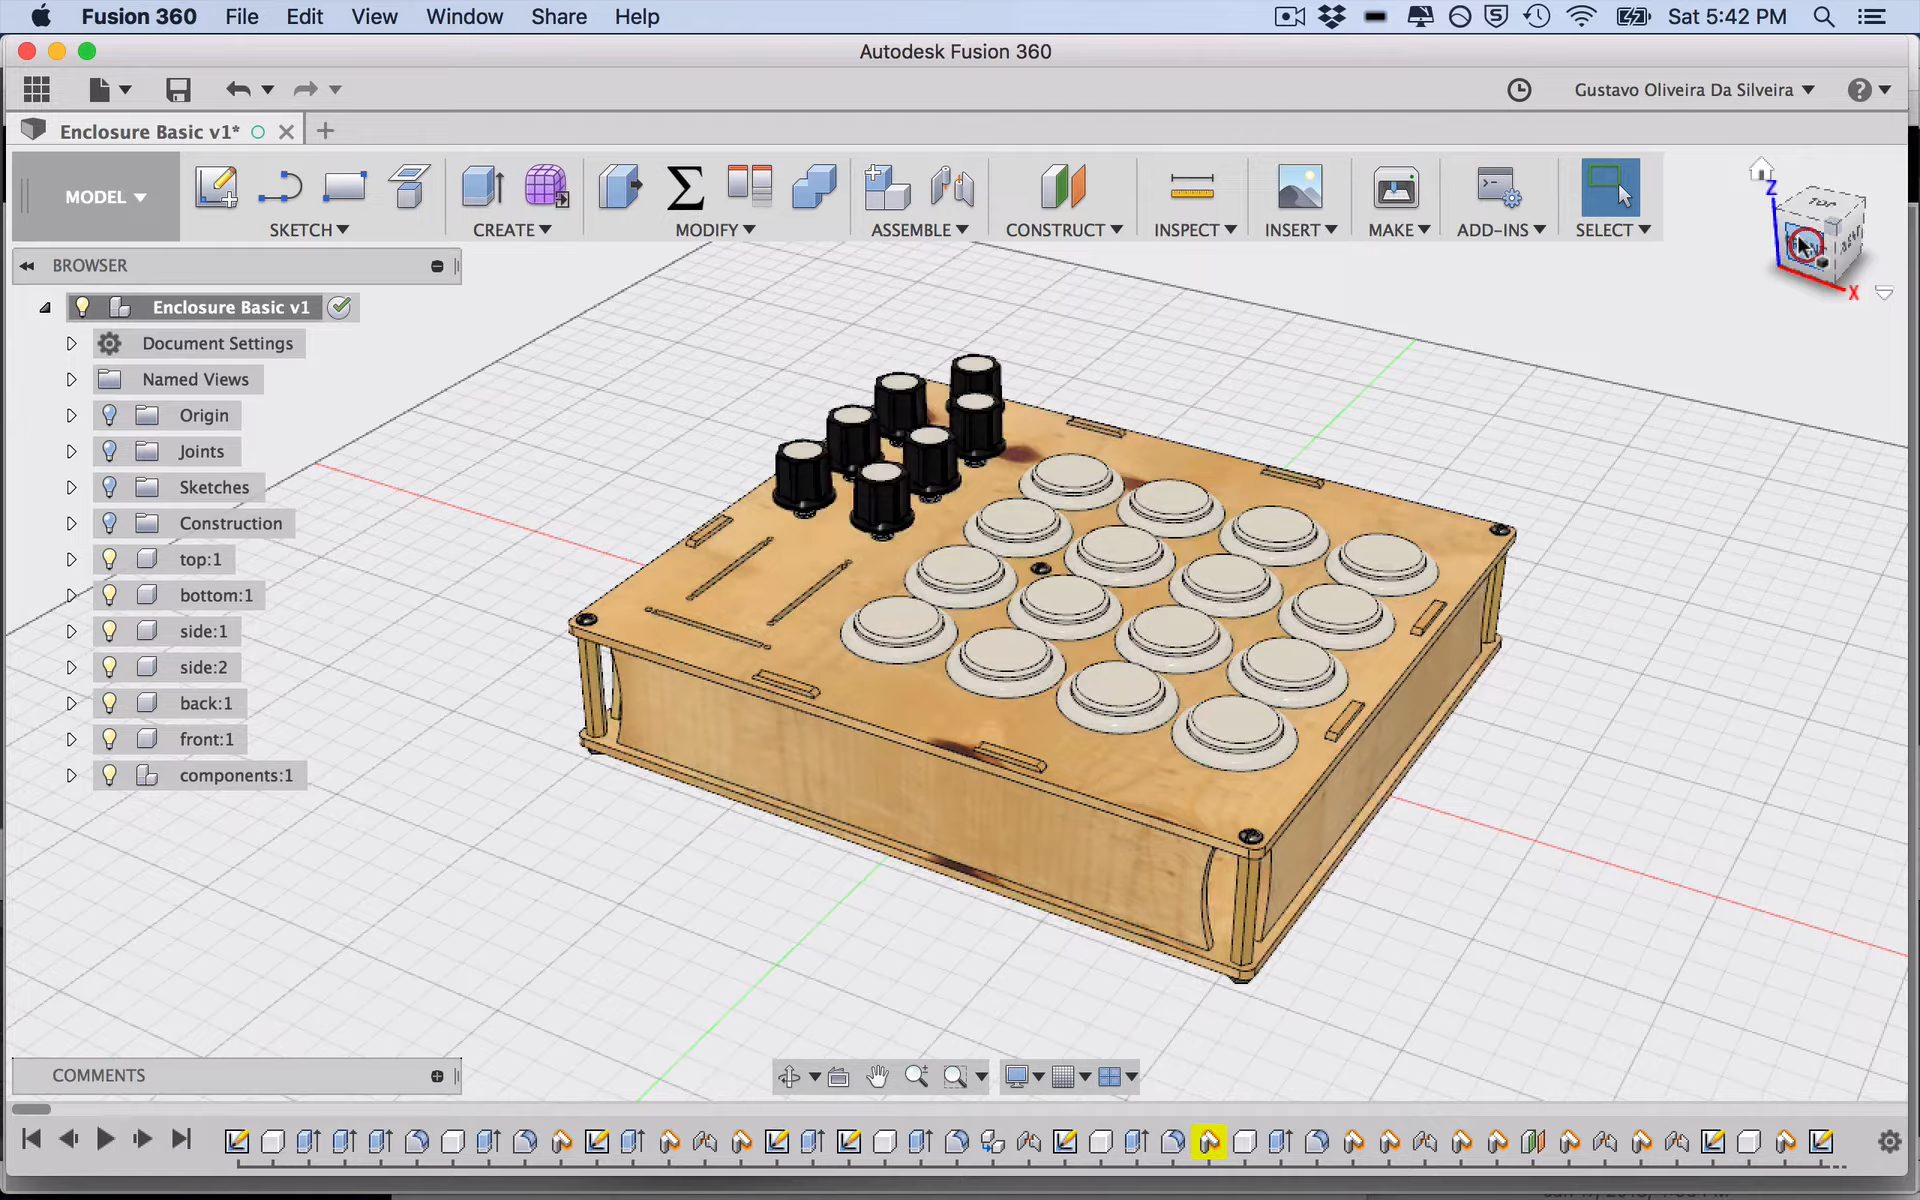 Fusion 360 File Edit View Window Share Help Sat 5:42 PM
Autodesk Fusion 360
Gustavo Oliveira Da Silveira
Enclosure Basic v1*
MODEL SKETCH CREATE MODIFY ASSEMBLE CONSTRUCT INSPECT INSERT MAKE ADD-INS SELECT
Z
TOP
X
BROWSER
Enclosure Basic v1
Document Settings
Named Views
Origin
Joints
Sketches
Construction
top:1
bottom:1
side:1
side:2
back:1
front:1
components:1
COMMENTS